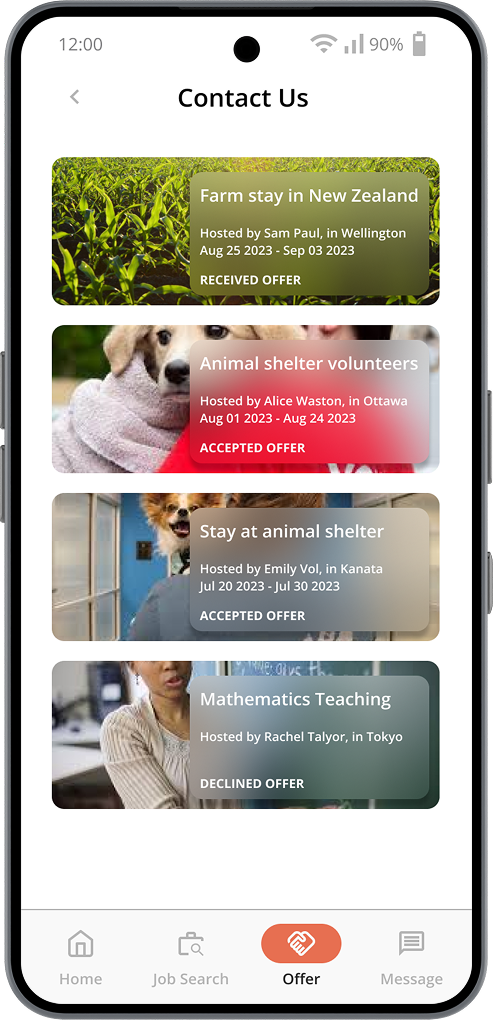 12:00
90%
Contact Us
Farm stay in New Zealand
Hosted by Sam Paul, in Wellington
Aug 25 2023 - Sep 03 2023
RECEIVED OFFER
Animal shelter volunteers
Hosted by Alice Waston, in Ottawa
Aug 01 2023 - Aug 24 2023
ACCEPTED OFFER
Stay at animal shelter
Hosted by Emily Vol, in Kanata
Jul 20 2023 - Jul 30 2023
ACCEPTED OFFER
Mathematics Teaching
Hosted by Rachel Talyor, in Tokyo
DECLINED OFFER
Home
Job Search
Offer
Message